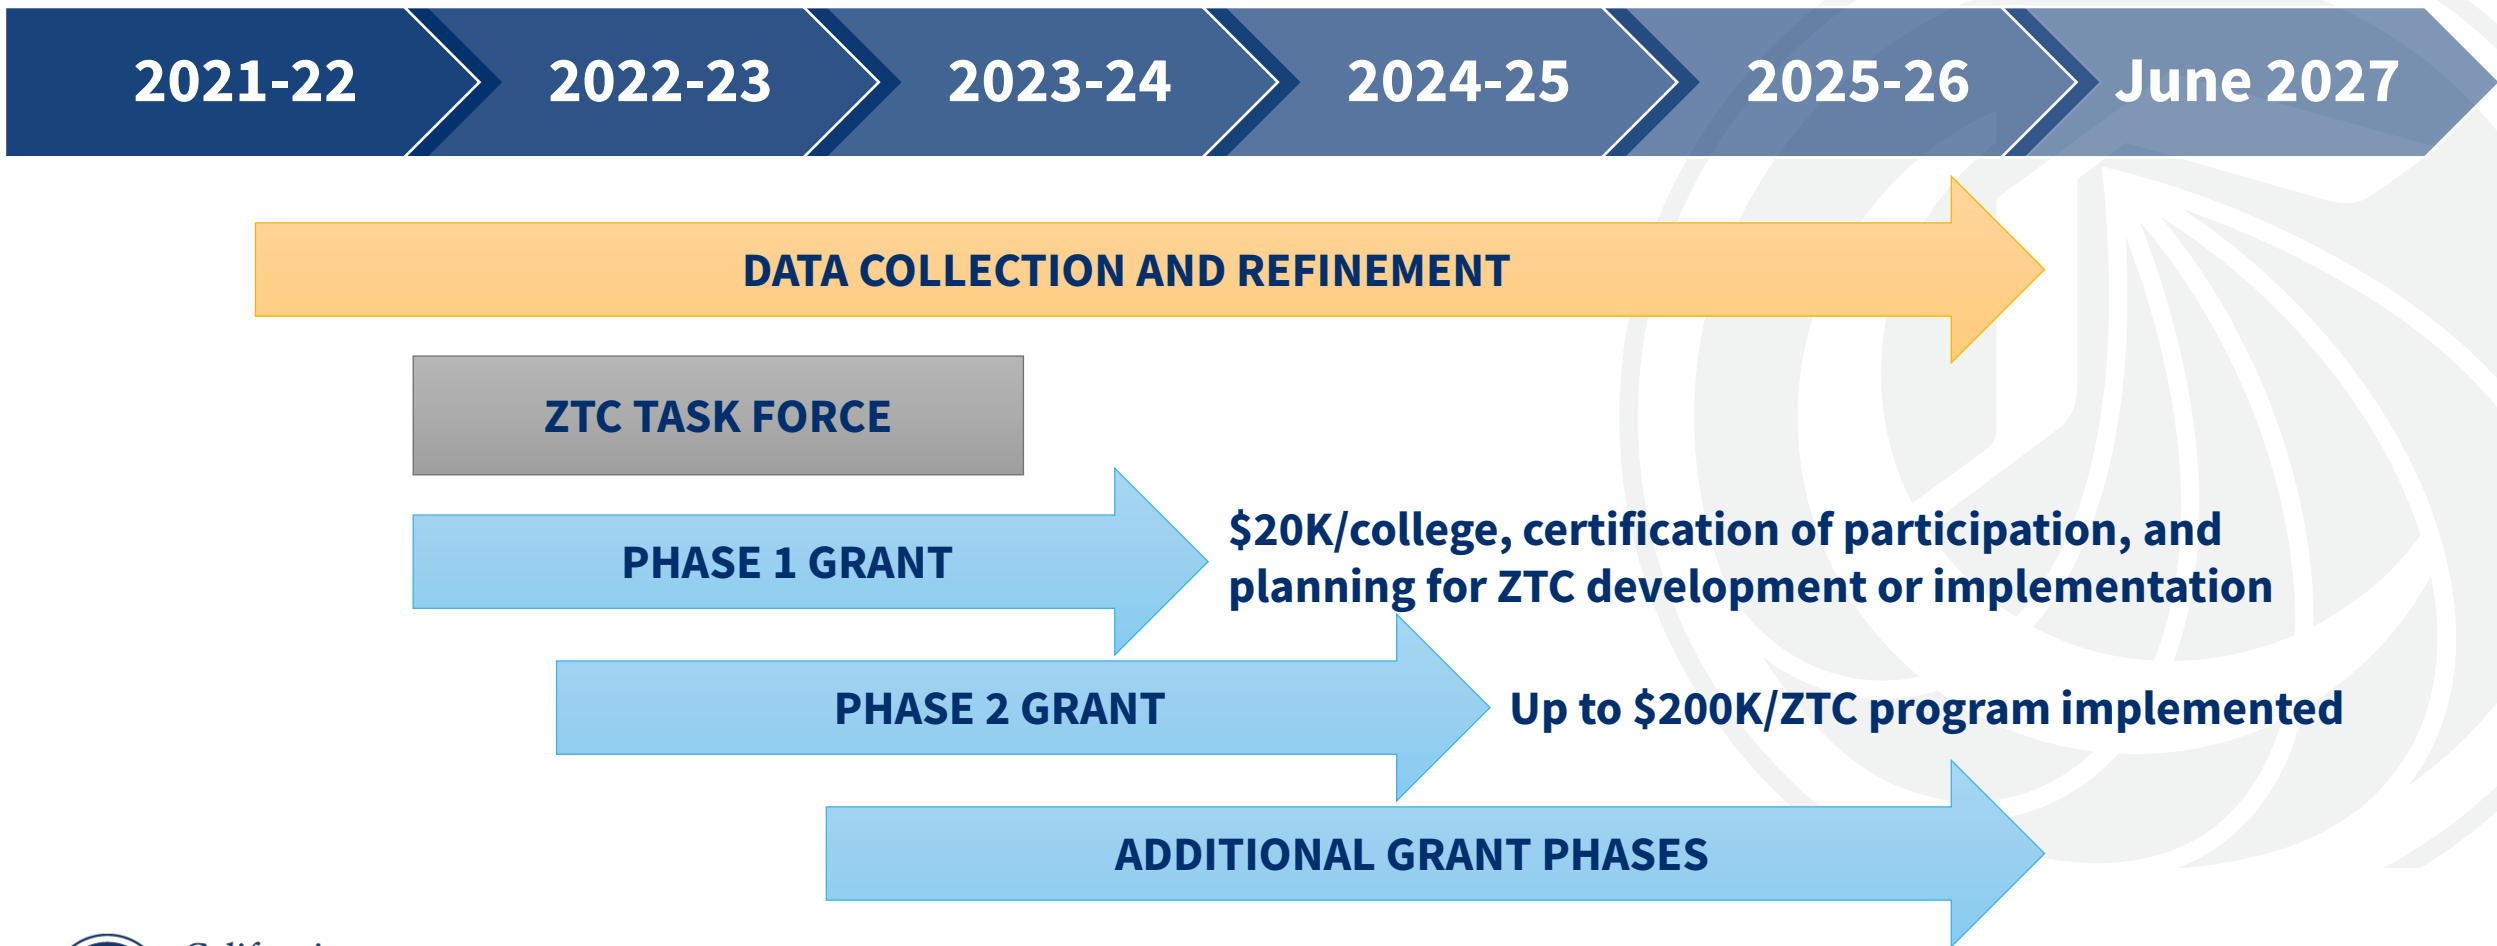 2021-22
2022-23
2023-24
2024-25
2025-26
June 2027
DATA COLLECTION AND REFINEMENT
ZTC TASK FORCE
PHASE 1 GRANT
$20K/college, certification of participation, and
planning for ZTC development or implementation
PHASE 2 GRANT
Up to $200K/ZTC program implemented
ADDITIONAL GRANT PHASES